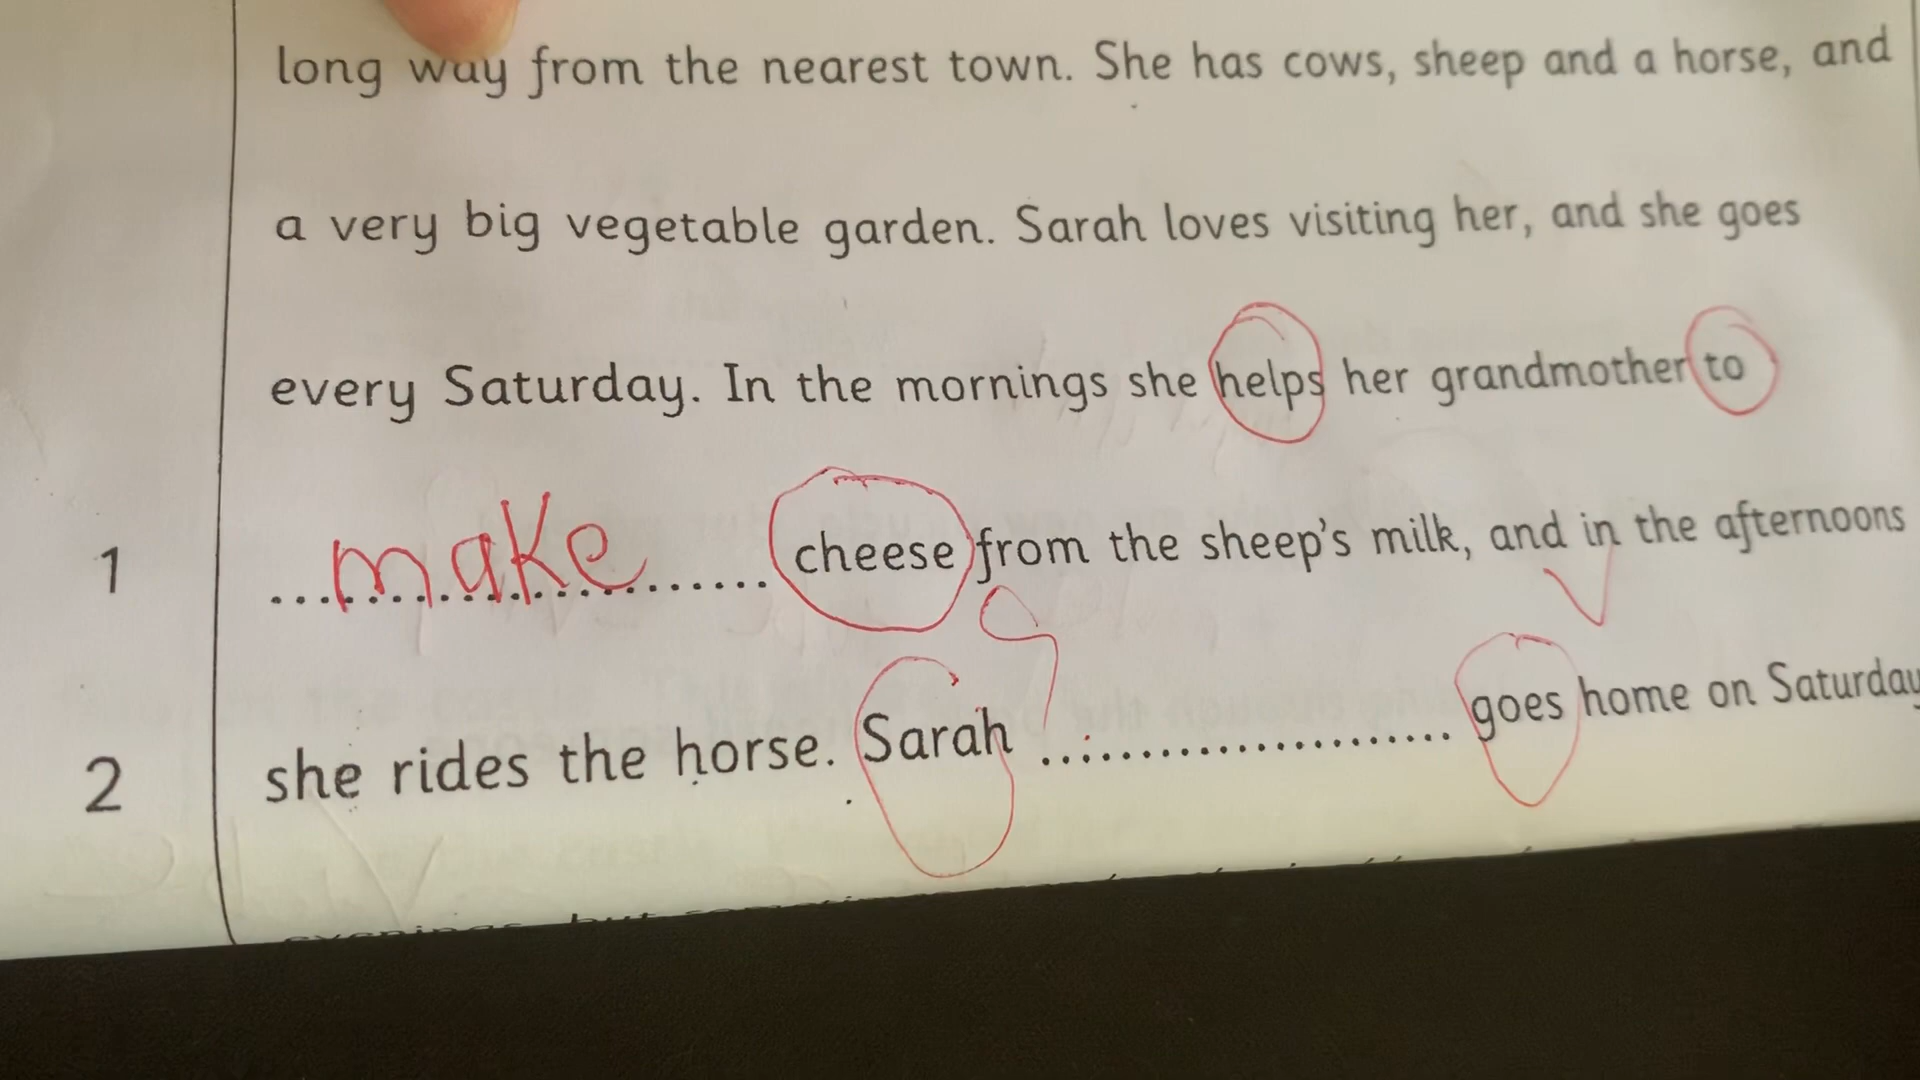 long way from the nearest town. She has cows, sheep and a horse, and
a very big vegetable garden. Sarah loves visiting her, and she goes
every Saturday. In the mornings she helps her grandmother to
1 ...make....... cheese from the sheep's milk, and in the afternoons
2 she rides the horse. Sarah ........................ goes home on Saturday